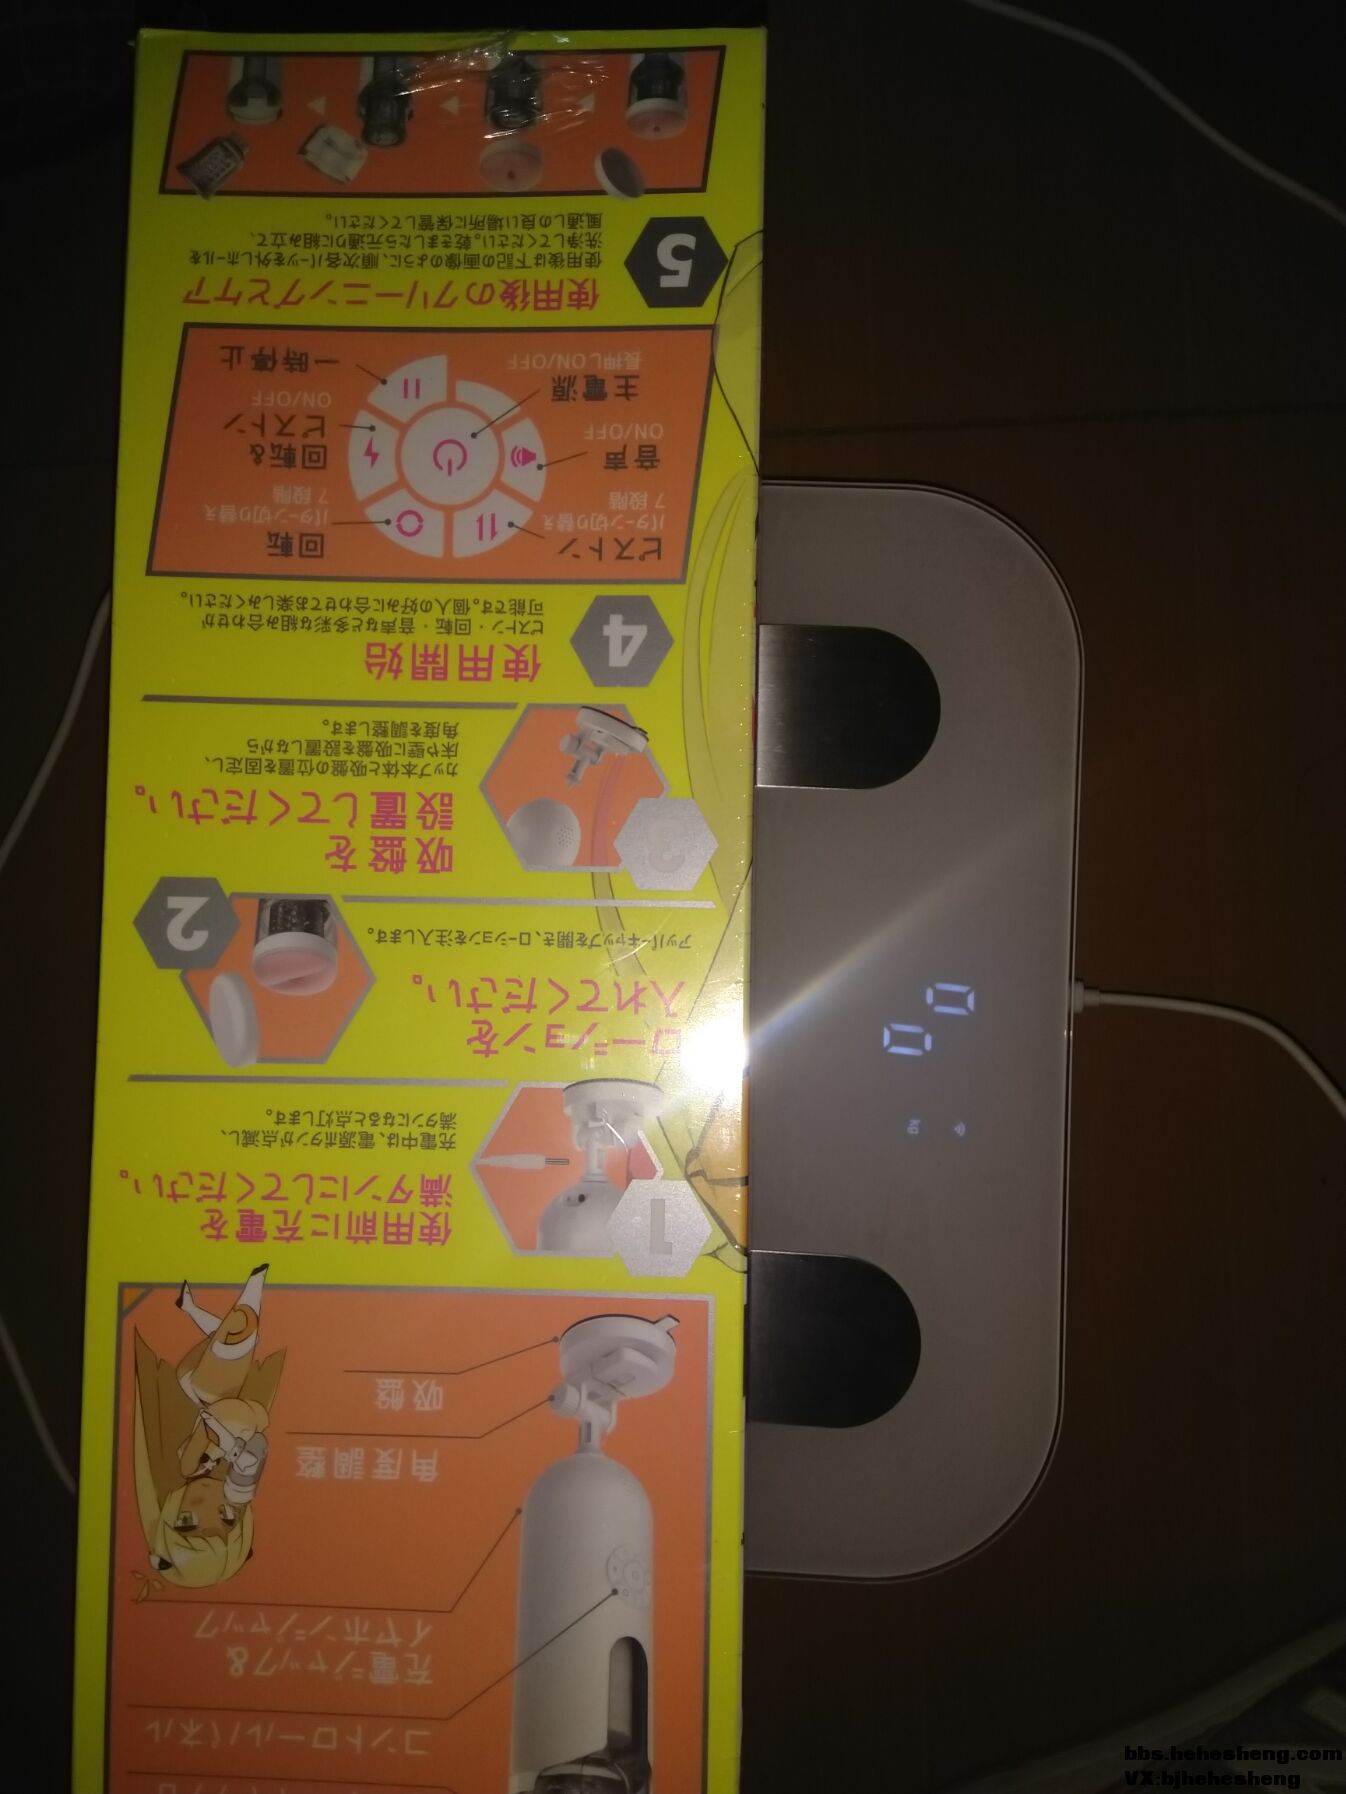 コントロールパネル
充電ジャック&
イヤホンジャック
角度調整
吸盤
1
使用前に充電を
満タンにしてください。
充電中は、電源ボタンが点滅し、
満タンになると点灯します。
ローションを
入れてください。
アッパーキャップを開き、ローションを注入します。
2
3
吸盤を
設置してください。
カップ本体と吸盤の位置を固定し、
床や壁に吸盤を設置しながら
角度を調整します。
4
使用開始
ピストン・回転・音声など多彩な組み合わせが
可能です。個人の好みに合わせてお楽しみください。
ピストン
パターン切り替え
7 段階
回転
パターン切り替え
7 段階
音声
ON/OFF
回転&
ピストン
ON/OFF
主電源
長押しON/OFF
一時停止
5
使用後のクリーニングとケア
使用後は下記の画像のように、順次各パーツを外しホールを
洗浄してください。乾きましたら元通りに組み立て、
風通しの良い場所に保管してください。
0.0
kg
bbs.hehesheng.com
VX:bjhehesheng